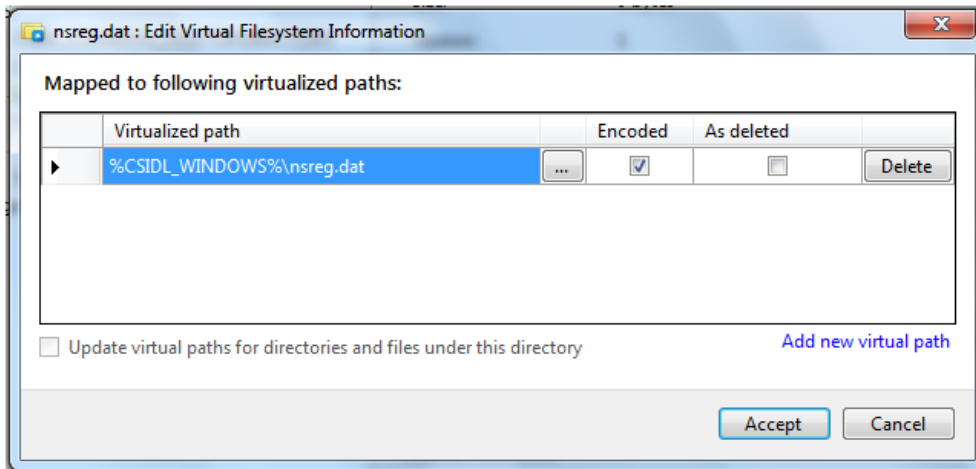 nsreg.dat : Edit Virtual Filesystem Information
Mapped to following virtualized paths:
Virtualized path Encoded As deleted
%CSIDL_WINDOWS%\nsreg.dat ... Delete
Update virtual paths for directories and files under this directory
Add new virtual path
Accept Cancel